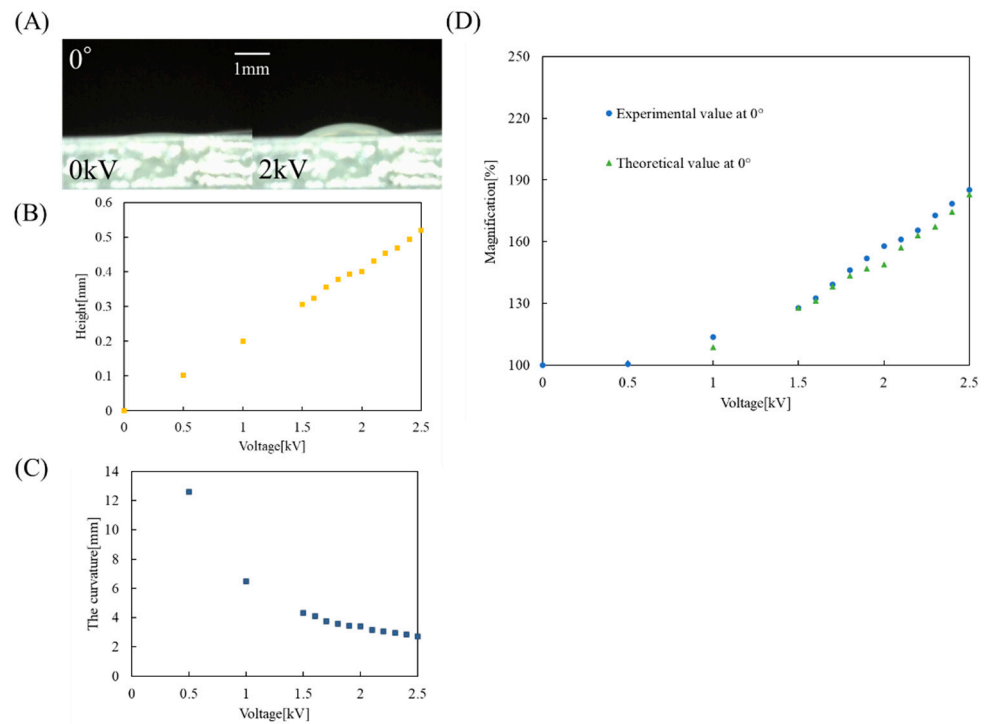 (A)
0°
1mm
0kV
2kV
(B)
0.6
0.5
0.4
0.3
0.2
0.1
0
Height[mm]
0 0.5 1 1.5 2 2.5
Voltage[kV]
(C)
14
12
10
8
6
4
2
0
The curvature[mm]
0 0.5 1 1.5 2 2.5
Voltage[kV]
(D)
250
220
190
160
130
100
Magnification[%]
Experimental value at 0°
Theoretical value at 0°
0 0.5 1 1.5 2 2.5
Voltage[kV]